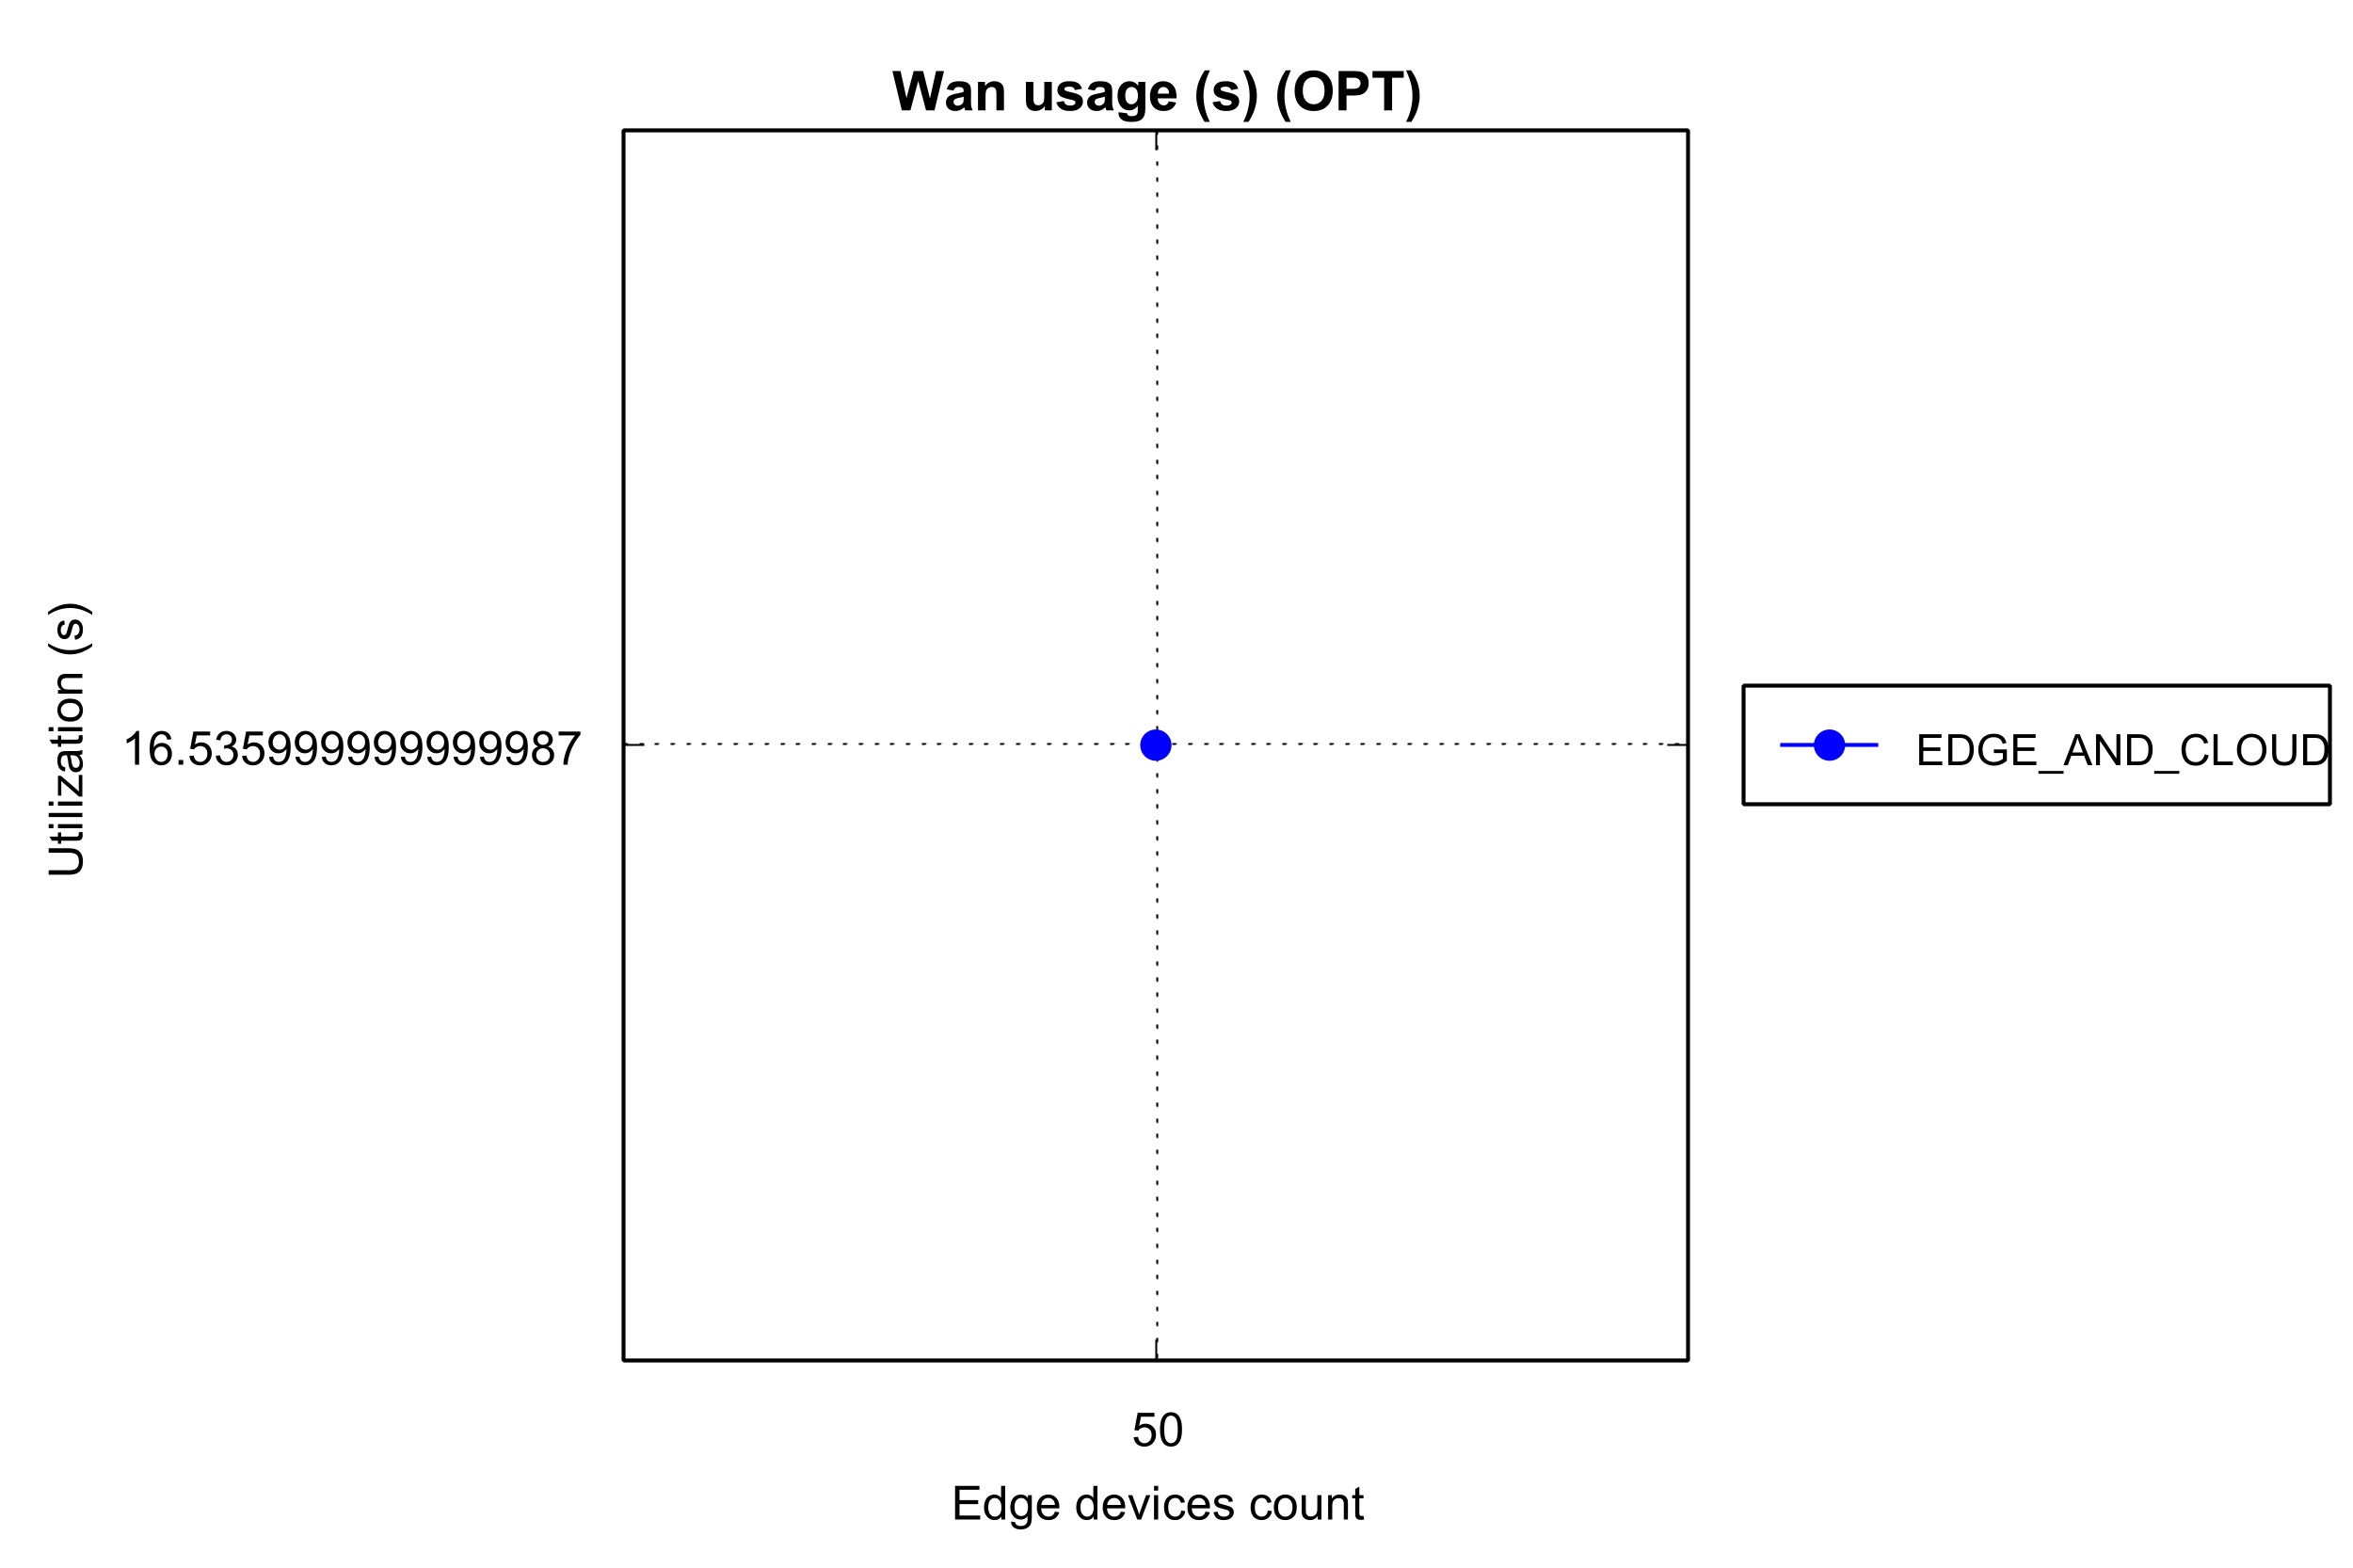 Wan usage (s) (OPT)
Utilization (s)
16.535999999999987
EDGE_AND_CLOUD
50
Edge devices count